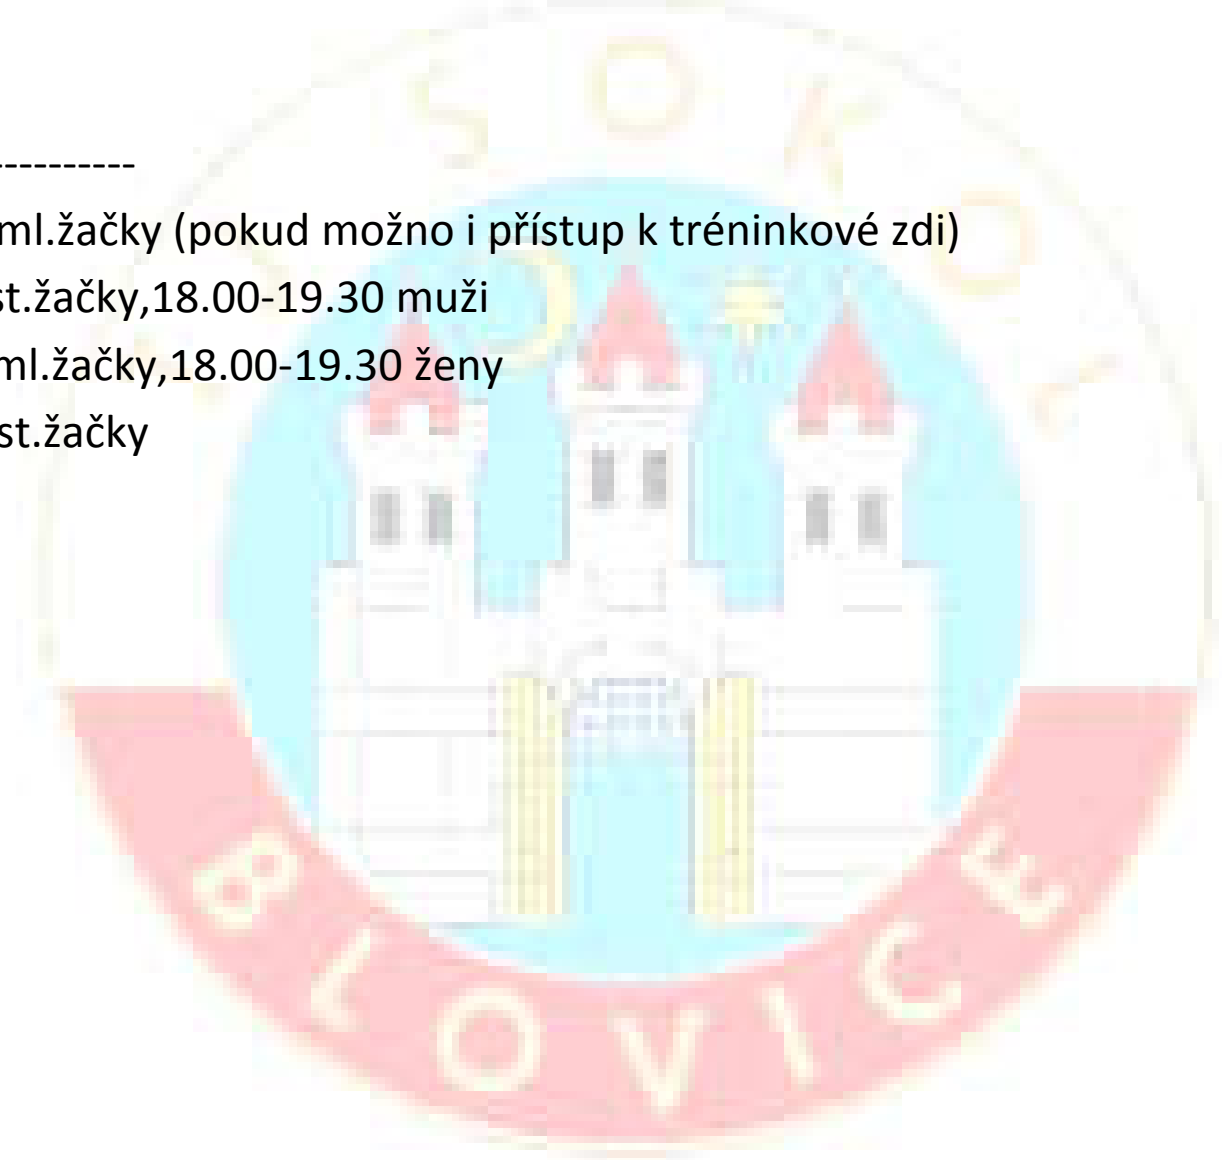 ----------
ml.žačky (pokud možno i přístup k tréninkové zdi)
st.žačky,18.00-19.30 muži
ml.žačky,18.00-19.30 ženy
st.žačky
SOKOL
BLOVICE